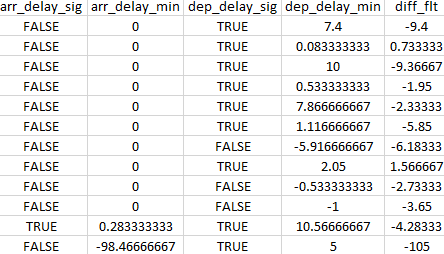 arr_delay_sig arr_delay_min dep_delay_sig dep_delay_min diff_flt
FALSE 0 TRUE 7.4 -9.4
FALSE 0 TRUE 0.083333333 0.733333
FALSE 0 TRUE 10 -9.36667
FALSE 0 TRUE 0.533333333 -1.95
FALSE 0 TRUE 7.866666667 -2.33333
FALSE 0 TRUE 1.116666667 -5.85
FALSE 0 FALSE -5.916666667 -6.18333
FALSE 0 TRUE 2.05 1.566667
FALSE 0 FALSE -0.533333333 -2.73333
FALSE 0 FALSE -1 -3.65
TRUE 0.283333333 TRUE 10.56666667 -4.28333
FALSE -98.46666667 TRUE 5 -105